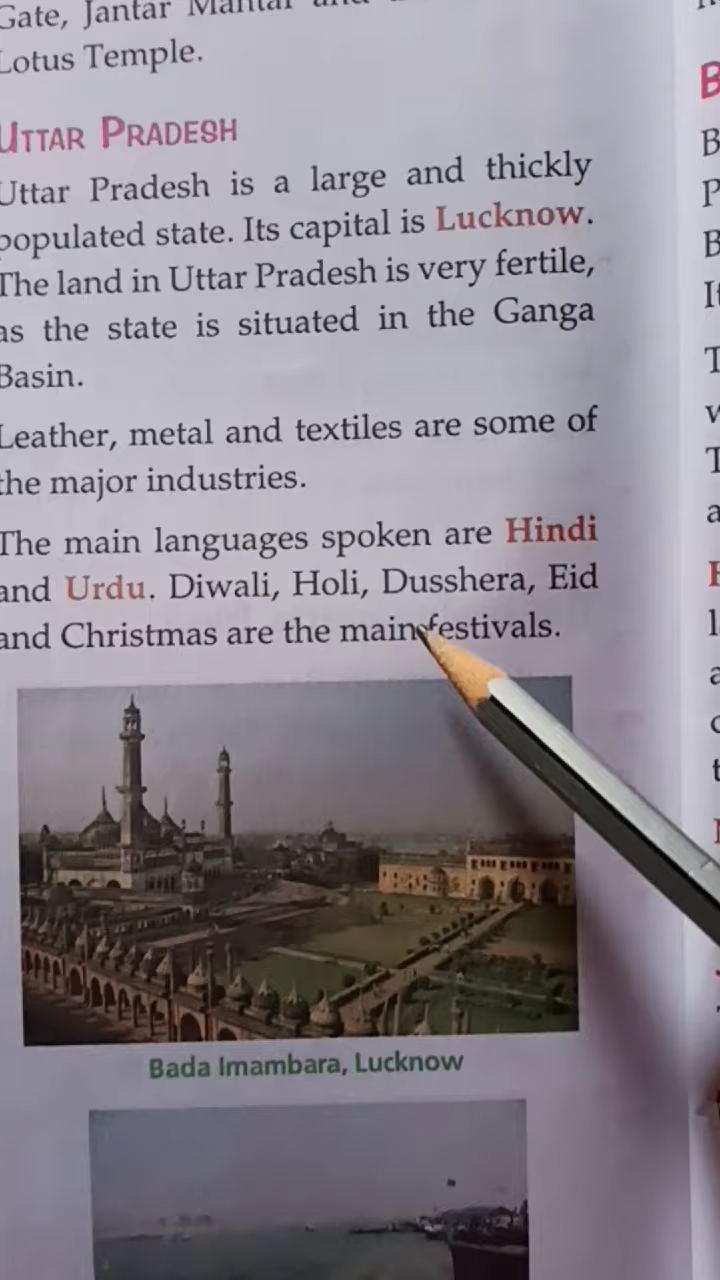 Gate, Jantar Mantar and
Lotus Temple.
UTTAR PRADESH
Uttar Pradesh is a large and thickly
populated state. Its capital is Lucknow.
The land in Uttar Pradesh is very fertile,
as the state is situated in the Ganga
Basin.
Leather, metal and textiles are some of
the major industries.
The main languages spoken are Hindi
and Urdu. Diwali, Holi, Dusshera, Eid
and Christmas are the main festivals.
Bada Imambara, Lucknow